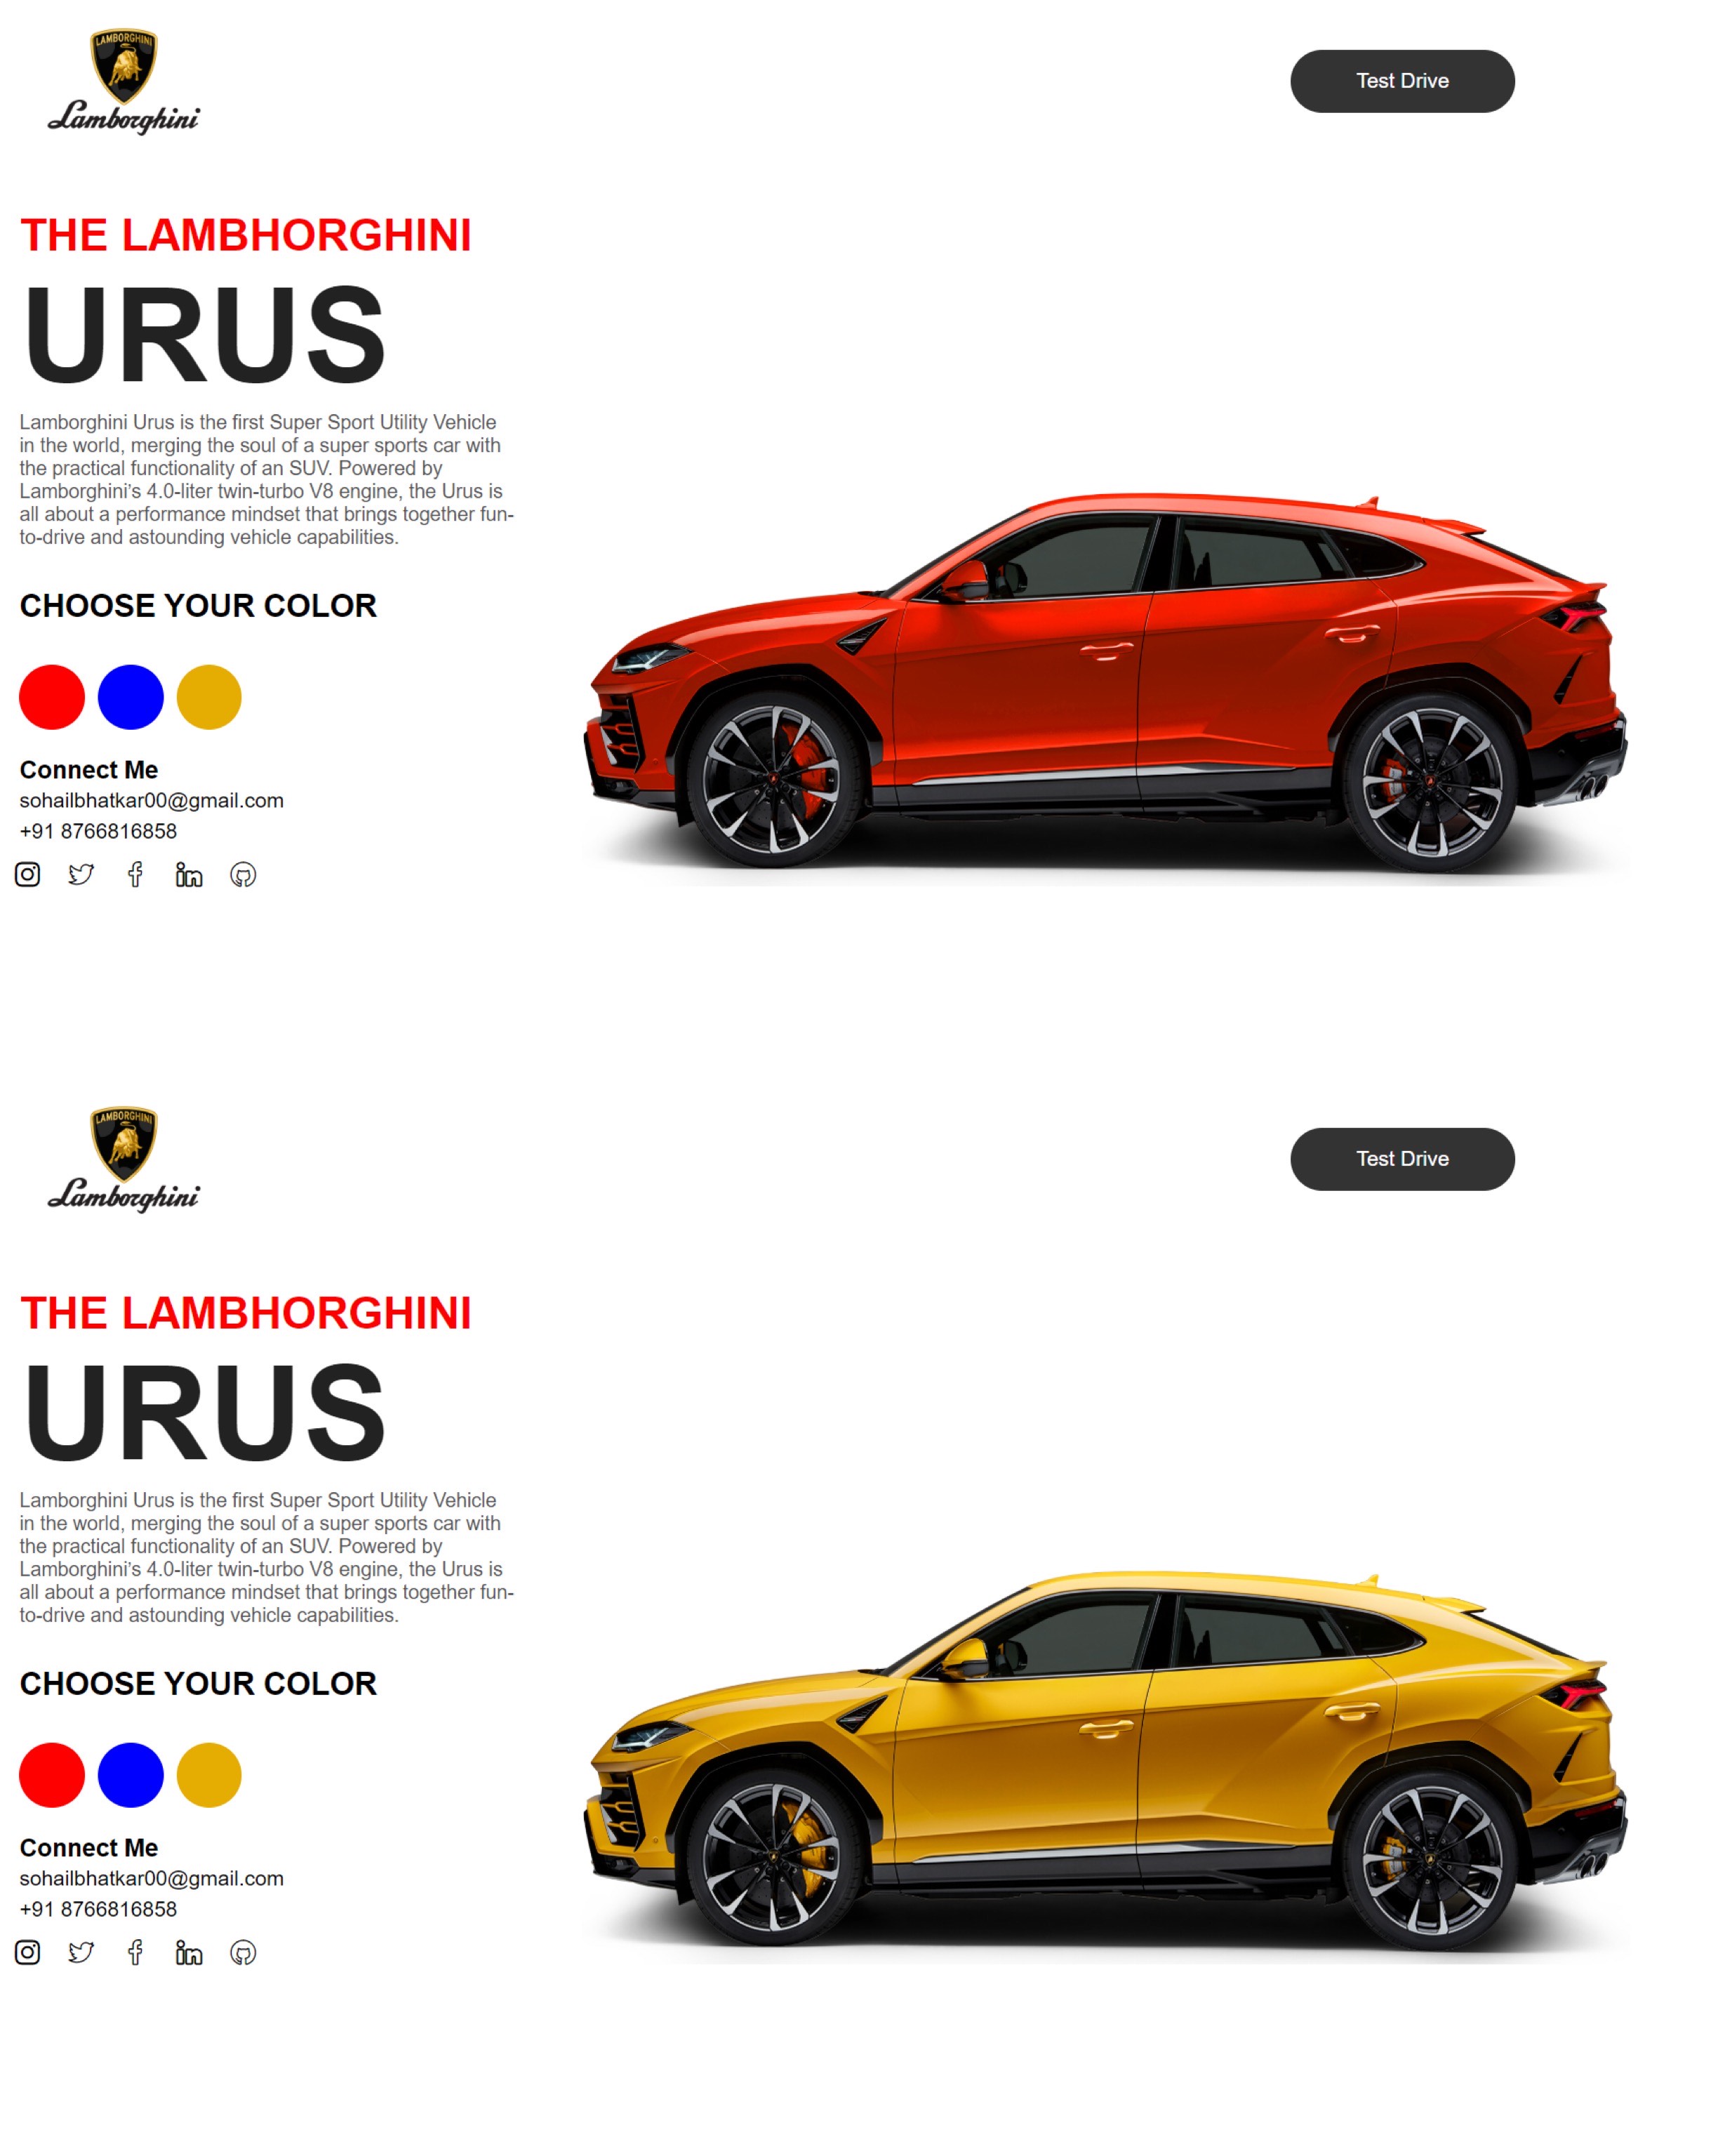 LAMBORGHINI
Lamborghini
Test Drive
THE LAMBHORGHINI
URUS
Lamborghini Urus is the first Super Sport Utility Vehicle
in the world, merging the soul of a super sports car with
the practical functionality of an SUV. Powered by
Lamborghini’s 4.0-liter twin-turbo V8 engine, the Urus is
all about a performance mindset that brings together fun-
to-drive and astounding vehicle capabilities.
CHOOSE YOUR COLOR
Connect Me
sohailbhatkar00@gmail.com
+91 8766816858
in
LAMBORGHINI
Lamborghini
Test Drive
THE LAMBHORGHINI
URUS
Lamborghini Urus is the first Super Sport Utility Vehicle
in the world, merging the soul of a super sports car with
the practical functionality of an SUV. Powered by
Lamborghini’s 4.0-liter twin-turbo V8 engine, the Urus is
all about a performance mindset that brings together fun-
to-drive and astounding vehicle capabilities.
CHOOSE YOUR COLOR
Connect Me
sohailbhatkar00@gmail.com
+91 8766816858
in